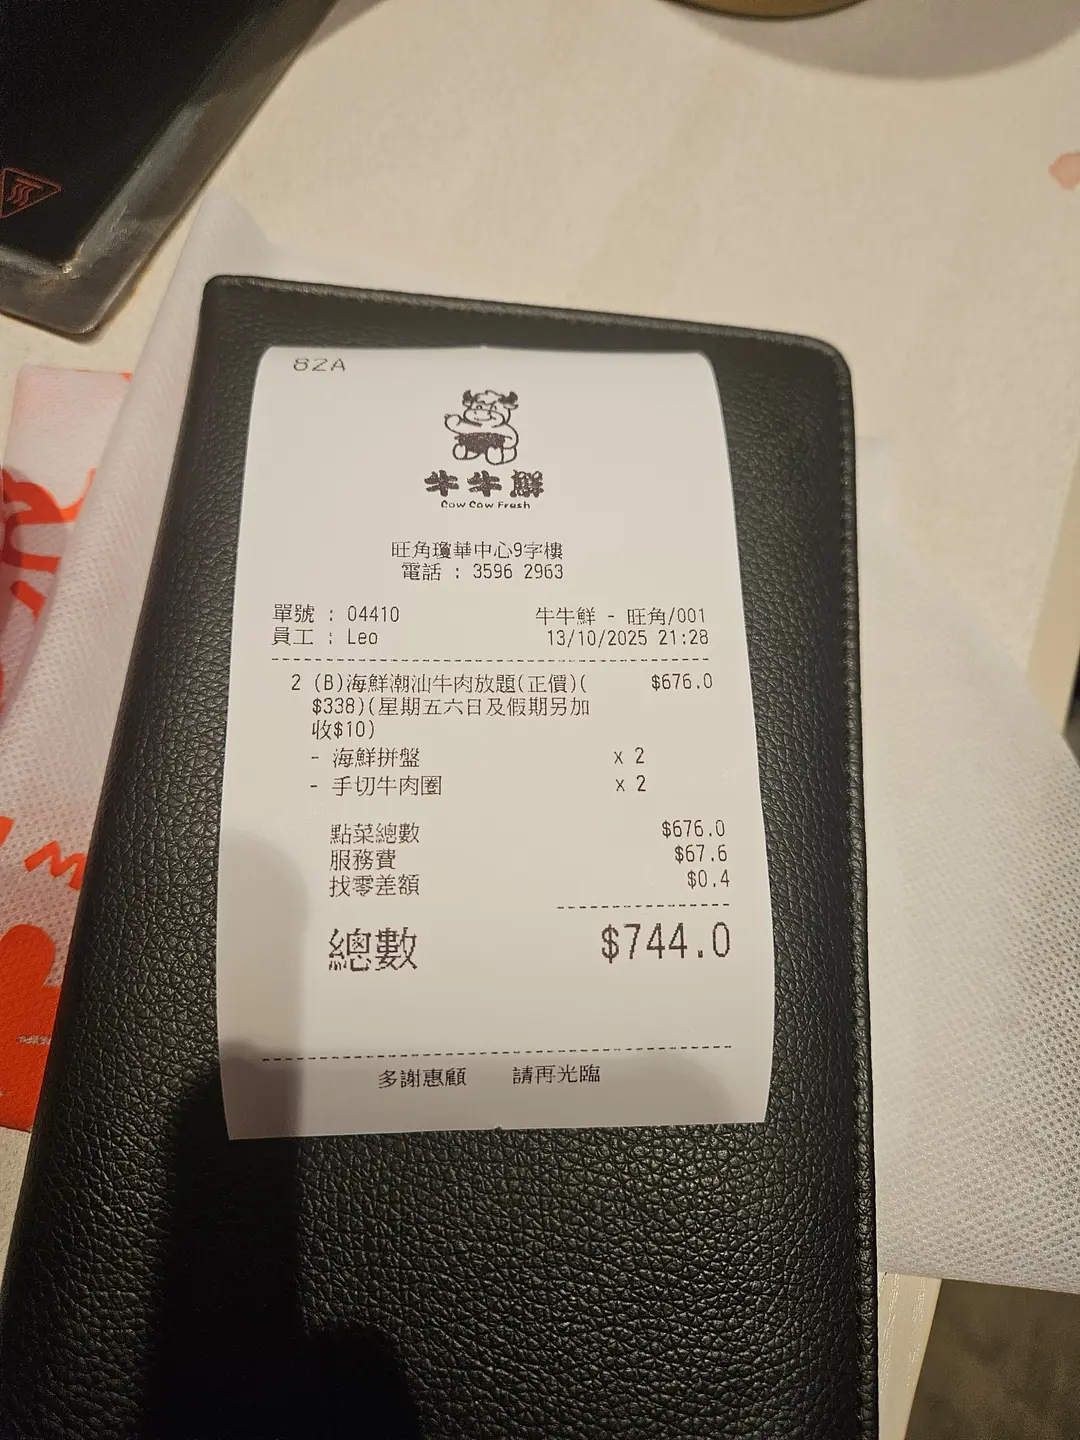 82A
牛牛鮮
Cow Cow Fresh
旺角瓊華中心9字樓
電話 : 3596 2963
單號 : 04410 牛牛鮮 - 旺角/001
員工 : Leo 13/10/2025 21:28
2 (B)海鮮潮汕牛肉放題(正價)( $676.0
$338)(星期五六日及假期另加
收$10)
- 海鮮拼盤 x 2
- 手切牛肉圈 x 2
點菜總數 $676.0
服務費 $67.6
找零差額 $0.4
總數 $744.0
多謝惠顧 請再光臨